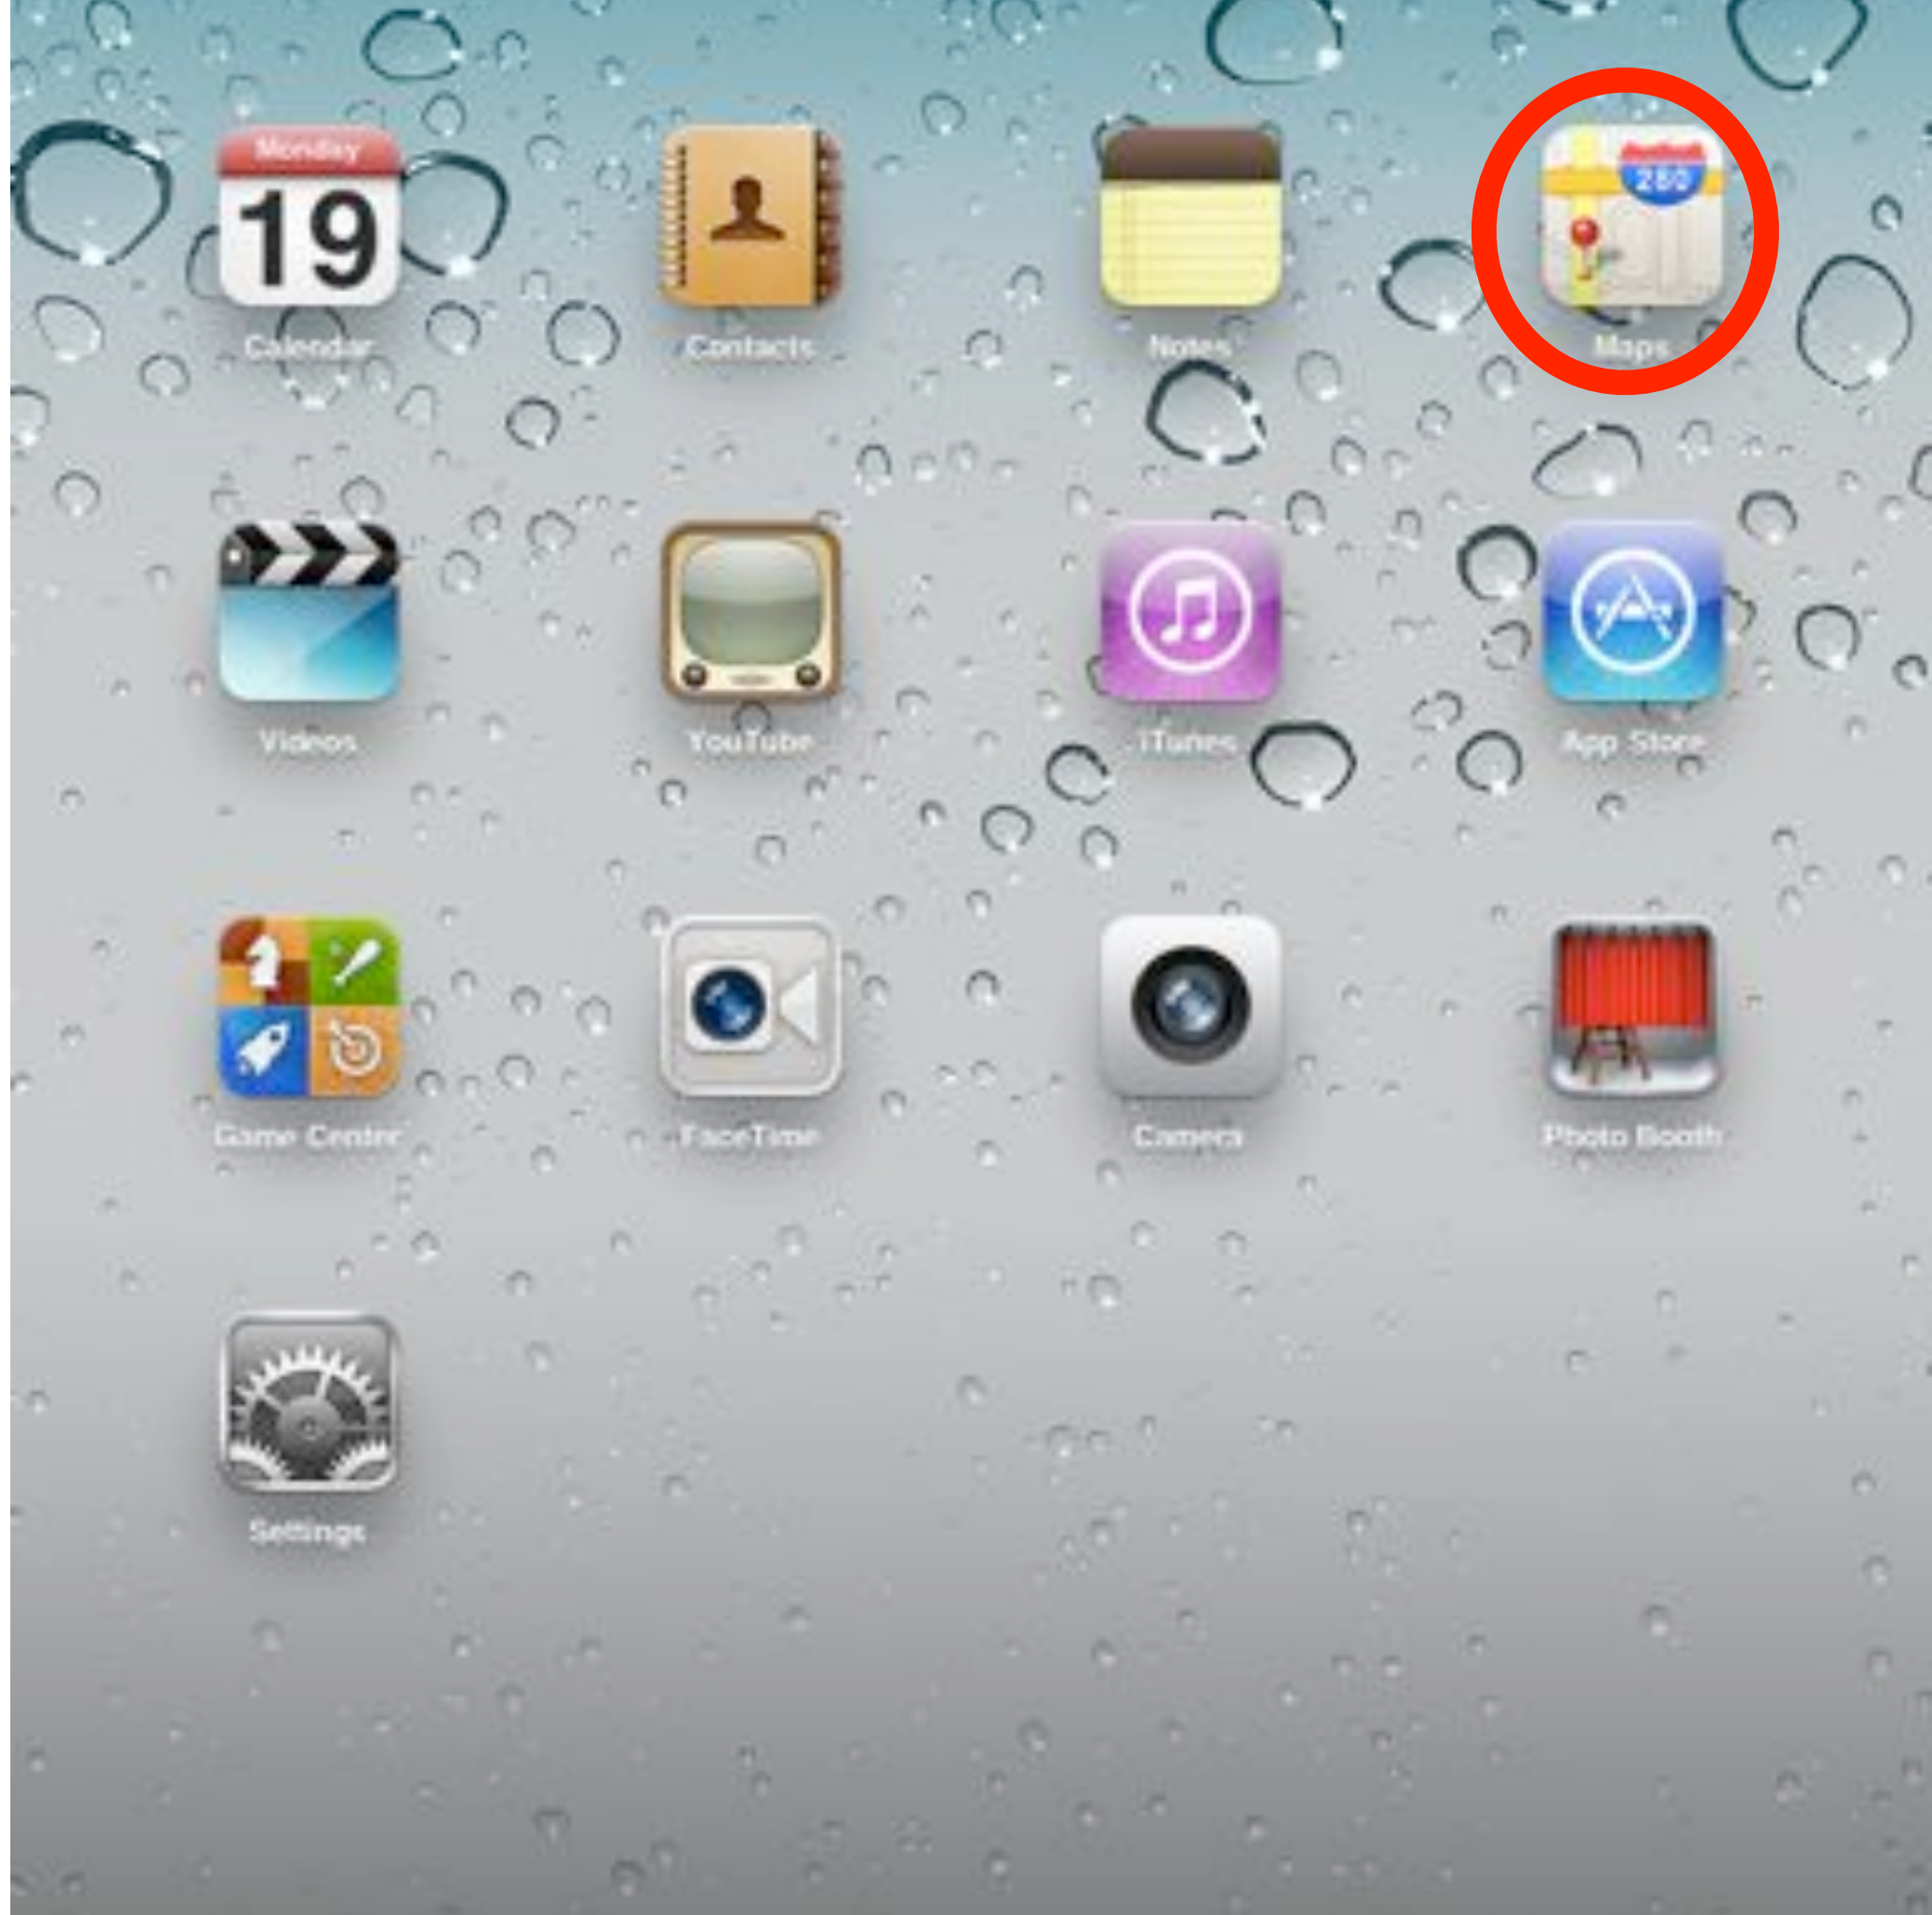 Monday
19
280
Calendar
Contacts
Notes
Maps
Videos
YouTube
iTunes
App Store
Game Center
FaceTime
Camera
Photo Booth
Settings